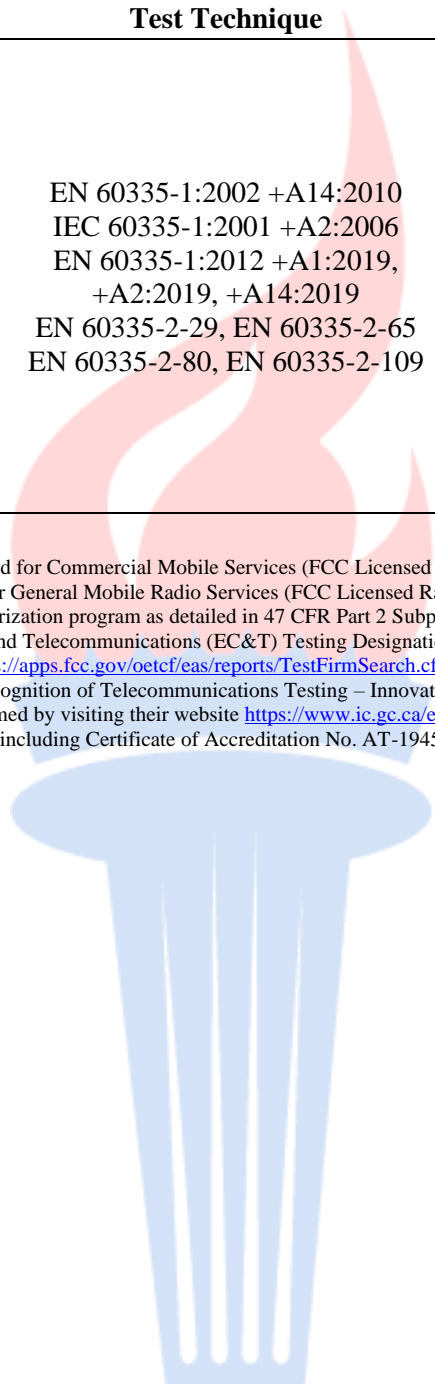 Test Technique
EN 60335-1:2002 +A14:2010
IEC 60335-1:2001 +A2:2006
EN 60335-1:2012 +A1:2019,
+A2:2019, +A14:2019
EN 60335-2-29, EN 60335-2-65
EN 60335-2-80, EN 60335-2-109
d for Commercial Mobile Services (FCC Licensed
r General Mobile Radio Services (FCC Licensed Ra
rization program as detailed in 47 CFR Part 2 Subp
nd Telecommunications (EC&T) Testing Designati
s://apps.fcc.gov/oetcf/eas/reports/TestFirmSearch.cf
ognition of Telecommunications Testing – Innovat
med by visiting their website https://www.ic.gc.ca/e
including Certificate of Accreditation No. AT-1945